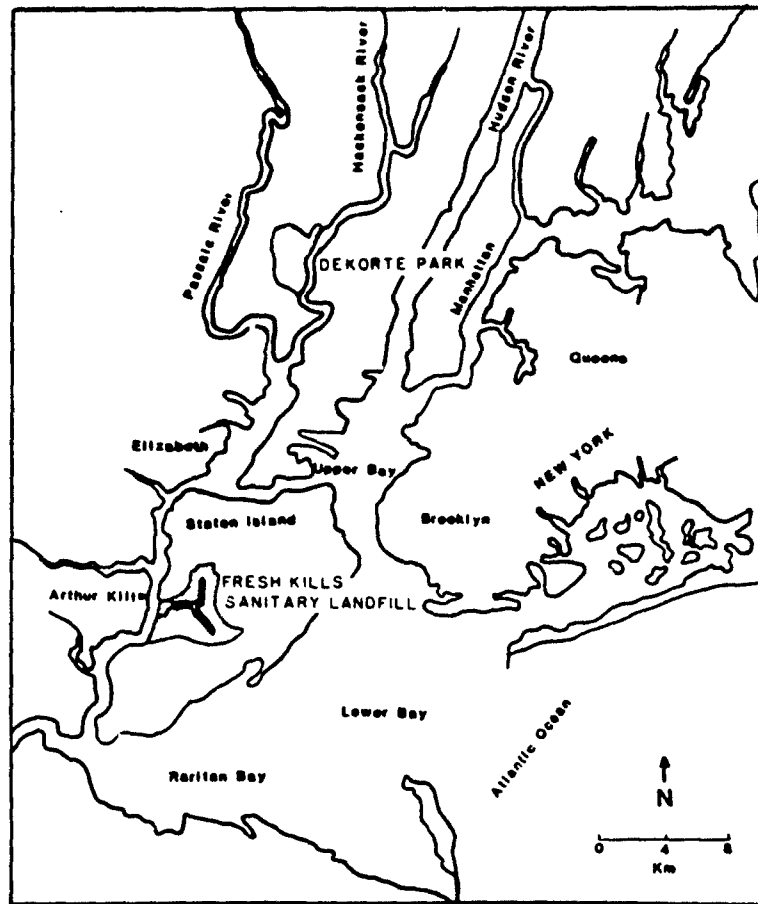 Hackensack River
Hudson River
Passaic River
DEKORTE PARK
Manhattan
Queens
Elizabeth
Upper Bay
NEW YORK
Staten Island
Brooklyn
Arthur Kills
FRESH KILLS
SANITARY LANDFILL
Lower Bay
Atlantic Ocean
Raritan Bay
N
0 4 8
Km